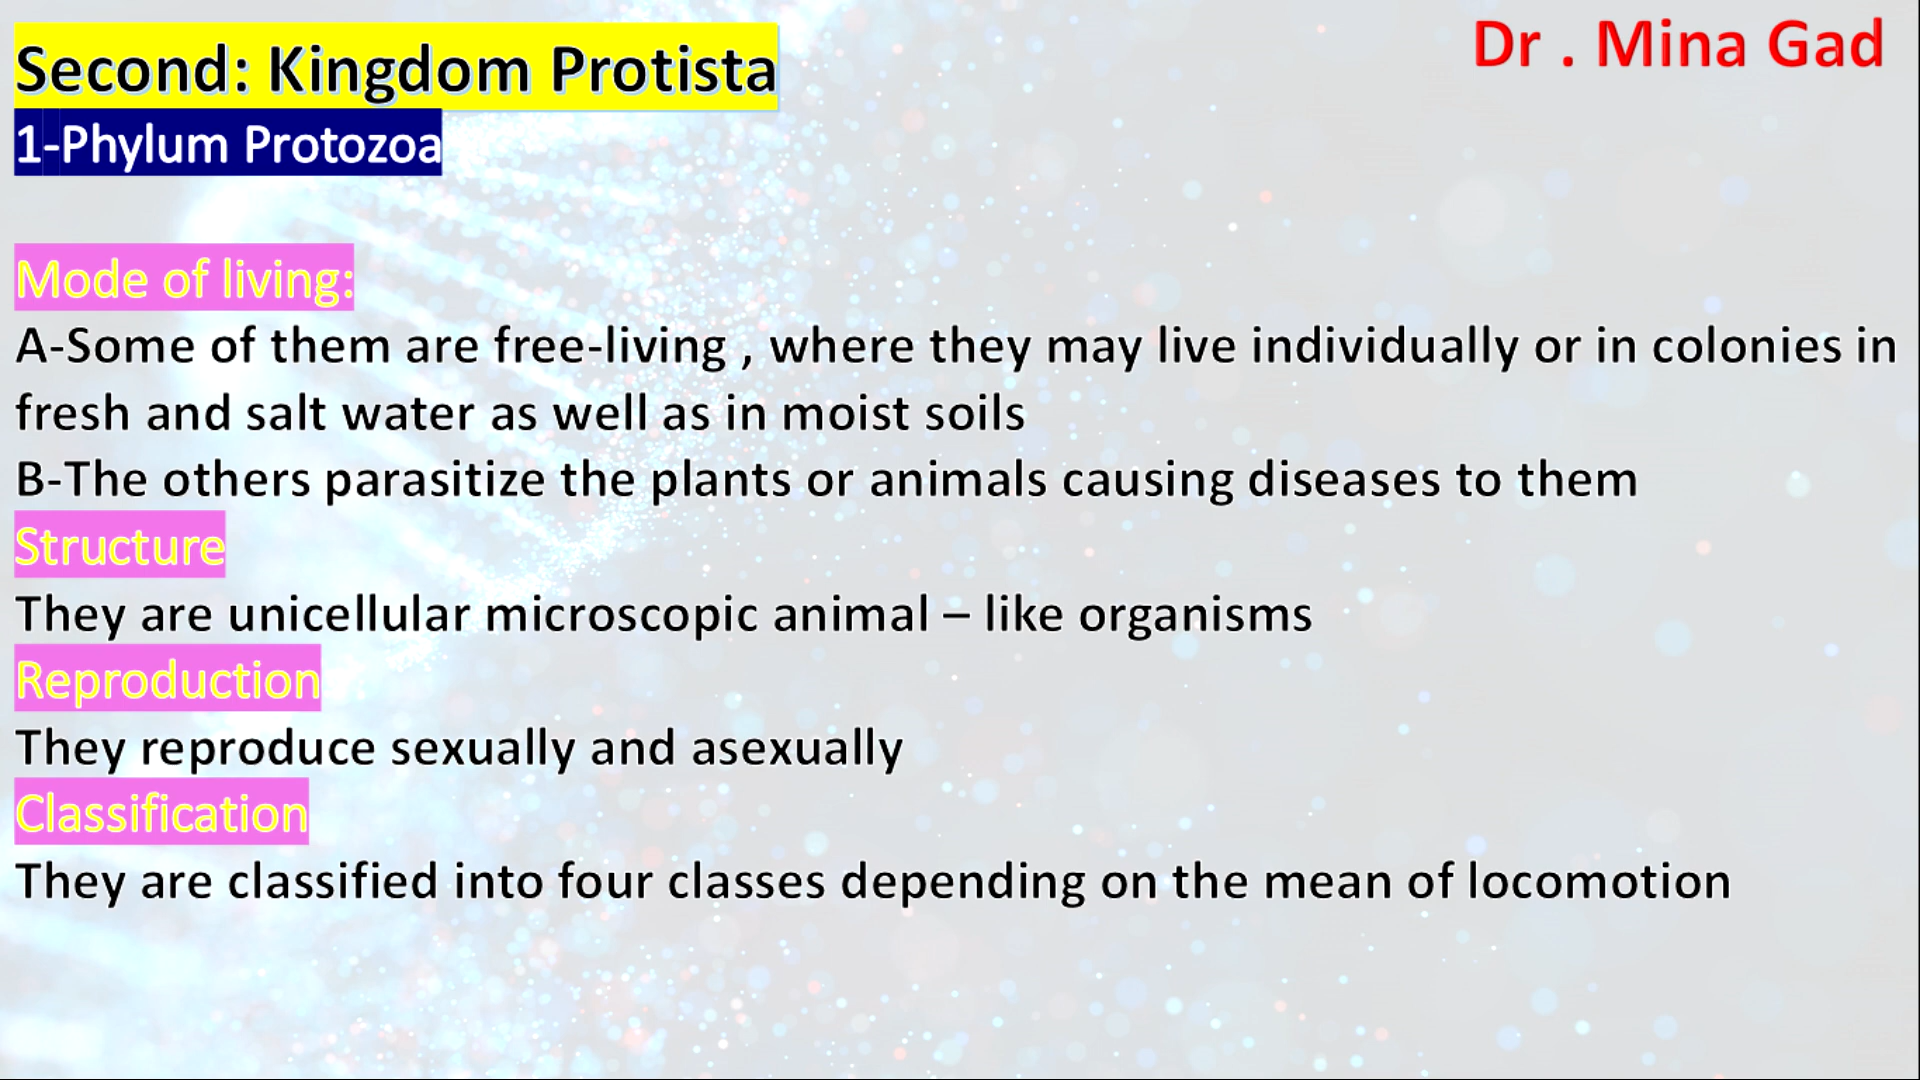 Second: Kingdom Protista
Dr . Mina Gad
1-Phylum Protozoa
Mode of living:
A-Some of them are free-living , where they may live individually or in colonies in
fresh and salt water as well as in moist soils
B-The others parasitize the plants or animals causing diseases to them
Structure
They are unicellular microscopic animal – like organisms
Reproduction
They reproduce sexually and asexually
Classification
They are classified into four classes depending on the mean of locomotion